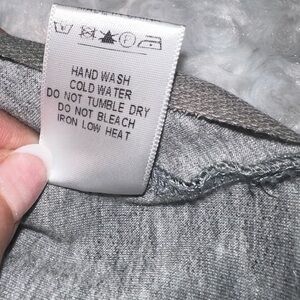 HAND WASH
COLD WATER
DO NOT TUMBLE DRY
DO NOT BLEACH
IRON LOW HEAT